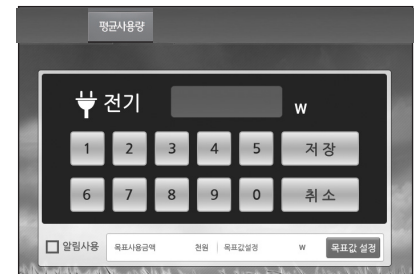 평균사용량
전기 W
1 2 3 4 5 저장
6 7 8 9 0 취소
알림사용 목표사용금액 천원 | 목표값설정 W 목표값 설정